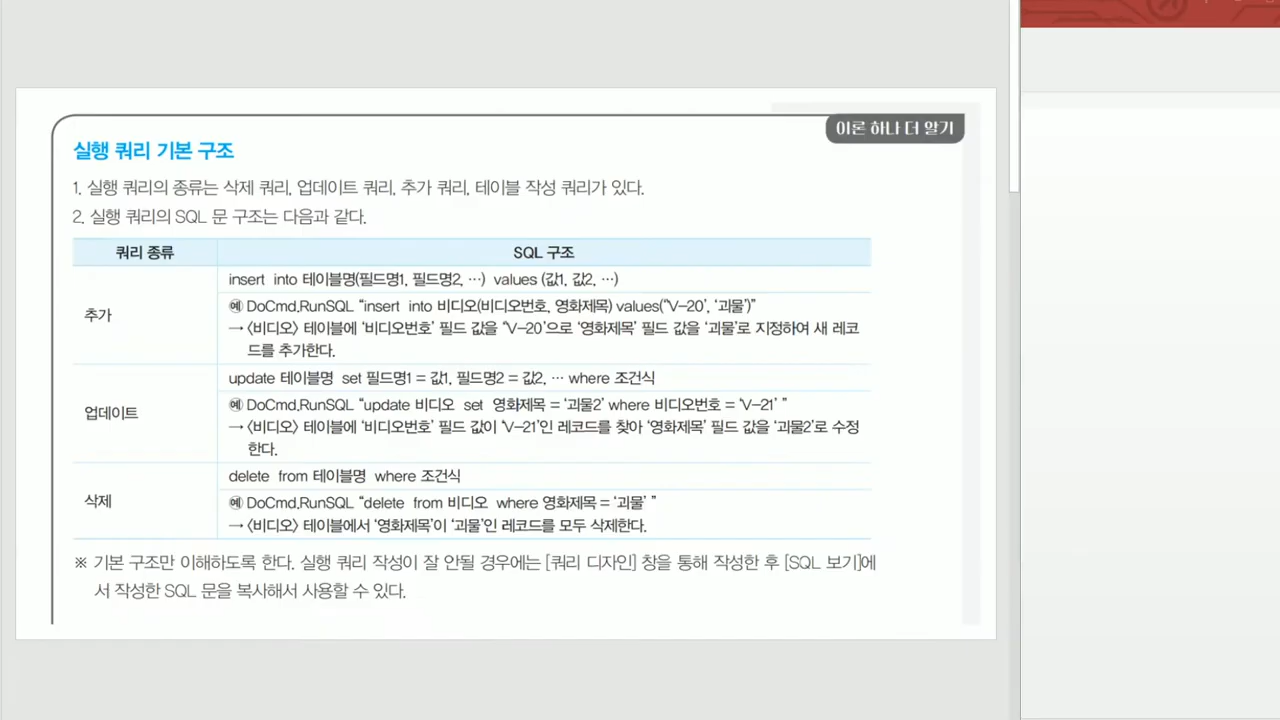 이론 하나 더 알기
실행 쿼리 기본 구조
1. 실행 쿼리의 종류는 삭제 쿼리, 업데이트 쿼리, 추가 쿼리, 테이블 작성 쿼리가 있다.
2. 실행 쿼리의 SQL 문 구조는 다음과 같다.
쿼리 종류 SQL 구조
추가
insert into 테이블명(필드명1, 필드명2, …) values (값1, 값2, …)
예 DoCmd.RunSQL “insert into 비디오(비디오번호, 영화제목) values(‘V-20’, ‘괴물’)”
→ 〈비디오〉 테이블에 ‘비디오번호’ 필드 값을 ‘V-20’으로 ‘영화제목’ 필드 값을 ‘괴물’로 지정하여 새 레코
드를 추가한다.
업데이트
update 테이블명 set 필드명1 = 값1, 필드명2 = 값2, … where 조건식
예 DoCmd.RunSQL “update 비디오 set 영화제목 = ‘괴물2’ where 비디오번호 = ‘V-21’ ”
→ 〈비디오〉 테이블에 ‘비디오번호’ 필드 값이 ‘V-21’인 레코드를 찾아 ‘영화제목’ 필드 값을 ‘괴물2’로 수정
한다.
삭제
delete from 테이블명 where 조건식
예 DoCmd.RunSQL “delete from 비디오 where 영화제목 = ‘괴물’ ”
→ 〈비디오〉 테이블에서 ‘영화제목’이 ‘괴물’인 레코드를 모두 삭제한다.
※ 기본 구조만 이해하도록 한다. 실행 쿼리 작성이 잘 안될 경우에는 [쿼리 디자인] 창을 통해 작성한 후 [SQL 보기]에
서 작성한 SQL 문을 복사해서 사용할 수 있다.